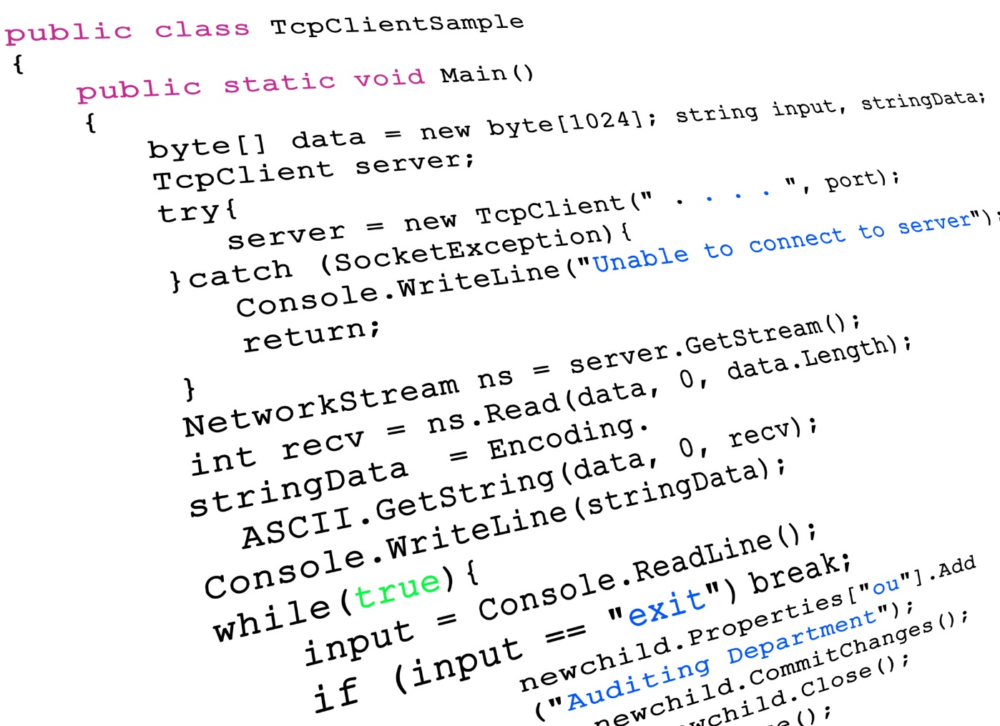 public class TcpClientSample
{
public static void Main()
{
byte[] data = new byte[1024]; string input, stringData;
TcpClient server;
try{
server = new TcpClient(" . . . . ", port);
}catch (SocketException){
Console.WriteLine("Unable to connect to server");
return;
}
NetworkStream ns = server.GetStream();
int recv = ns.Read(data, 0, data.Length);
stringData = Encoding.
ASCII.GetString(data, 0, recv);
Console.WriteLine(stringData);
while(true){
input = Console.ReadLine();
if (input == "exit") break;
newchild.Properties["ou"].Add
("Auditing Department");
newchild.CommitChanges();
wchild.Close();
e();